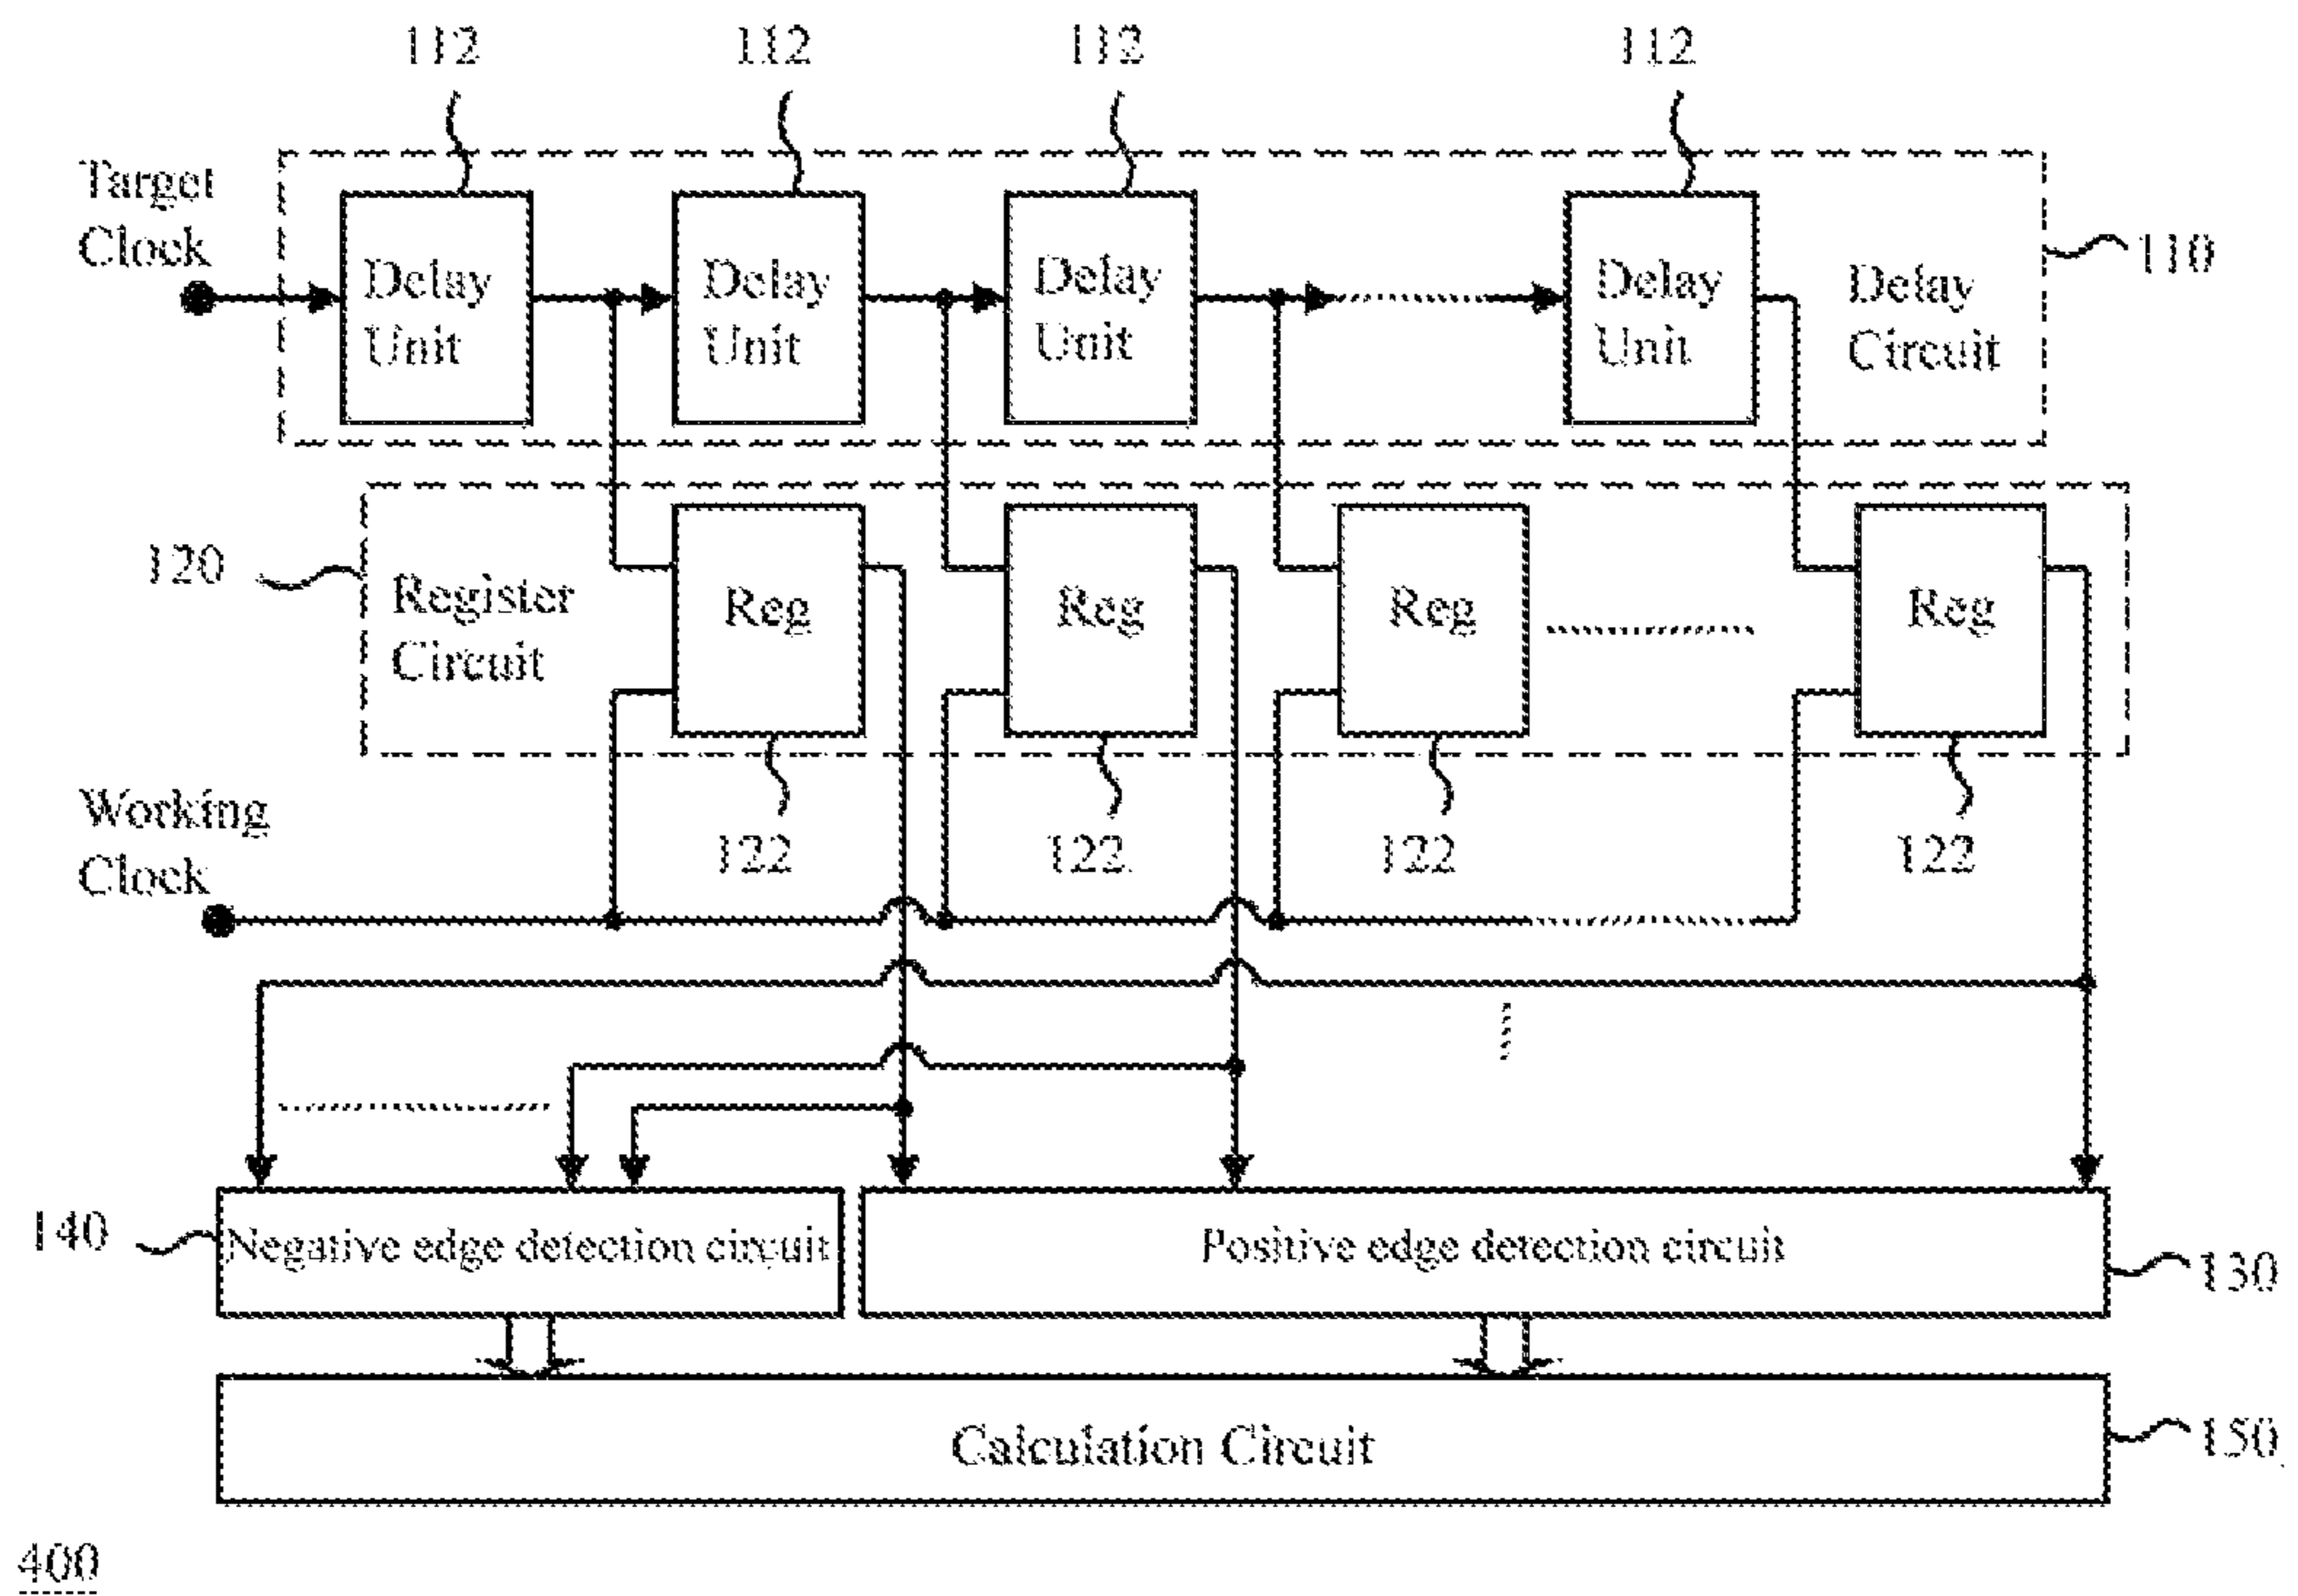 112 112 112 112
Target
Clock
Delay
Unit
Delay
Unit
Delay
Unit
Delay
Unit
Delay
Circuit
110
120
Register
Circuit
Reg Reg Reg Reg
122 122 122 122
Working
Clock
140
Negative edge detection circuit
Positive edge detection circuit
130
Calculation Circuit
150
400